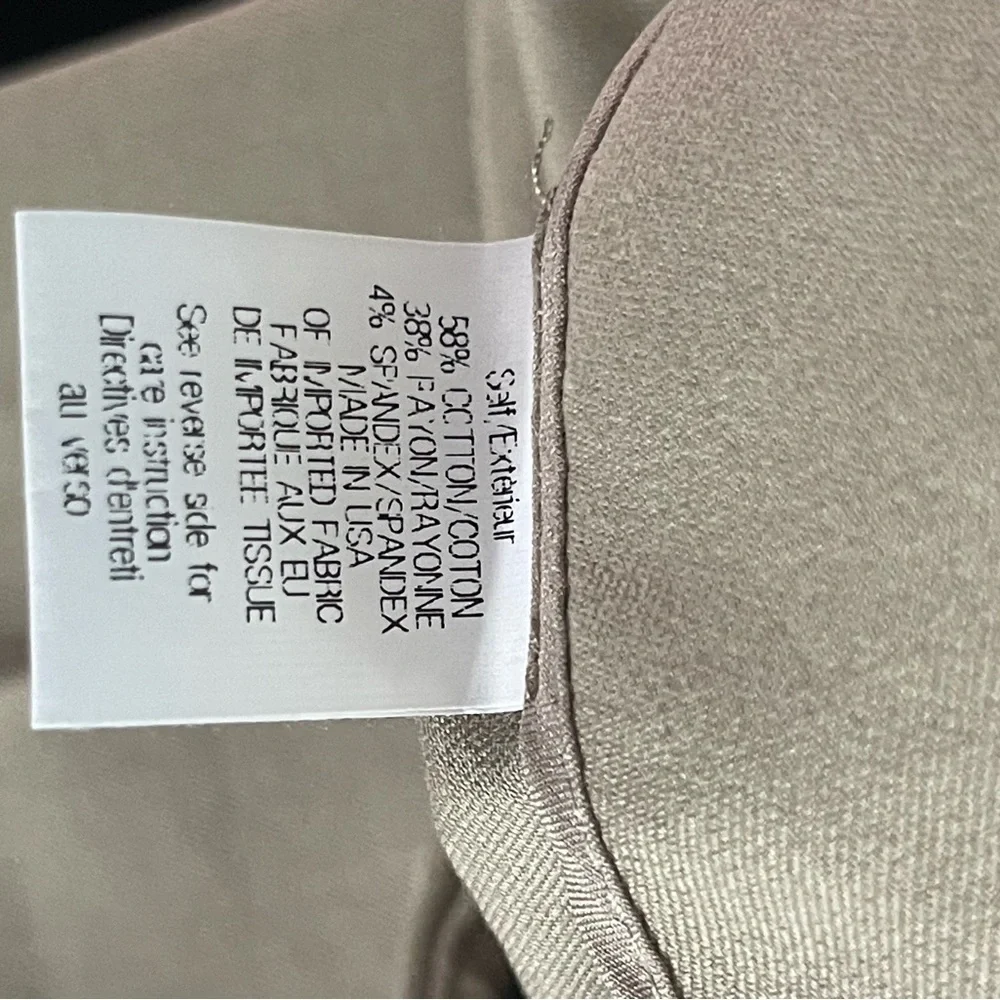 Self/Extérieur
58% COTTON/COTON
38% RAYON/RAYONNE
4% SPANDEX/SPANDEX
MADE IN USA
OF IMPORTED FABRIC
FABRIQUE AUX EU
DE IMPORTEE TISSUE
See reverse side for
care instruction
Directives d'entreti
au verso